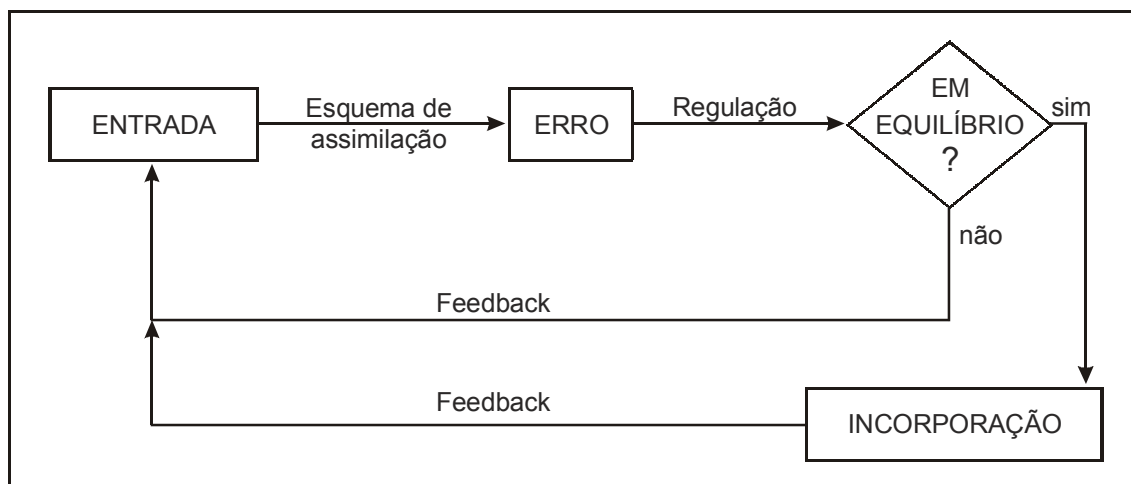 ENTRADA
Esquema de
assimilação
ERRO
Regulação
EM
EQUILÍBRIO
?
sim
não
Feedback
Feedback
INCORPORAÇÃO